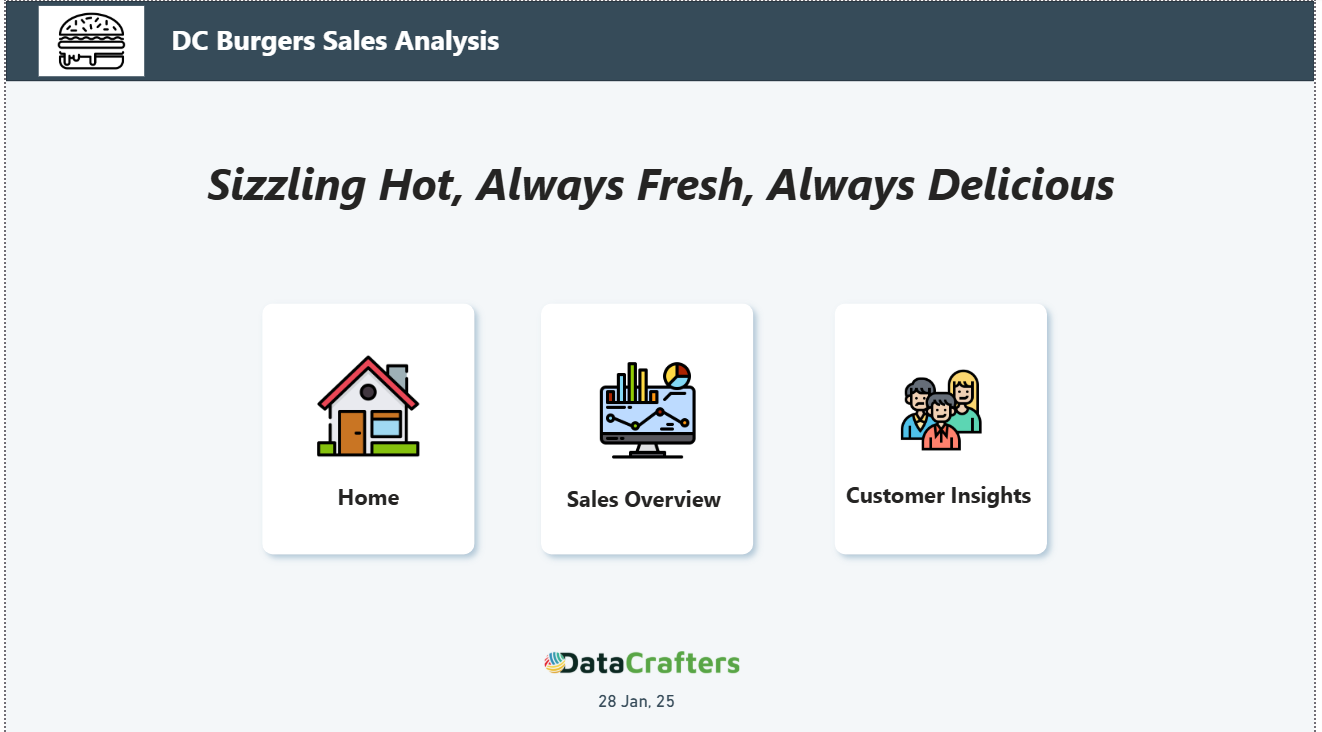 DC Burgers Sales Analysis
Sizzling Hot, Always Fresh, Always Delicious
Home
Sales Overview
Customer Insights
DataCrafters
28 Jan, 25